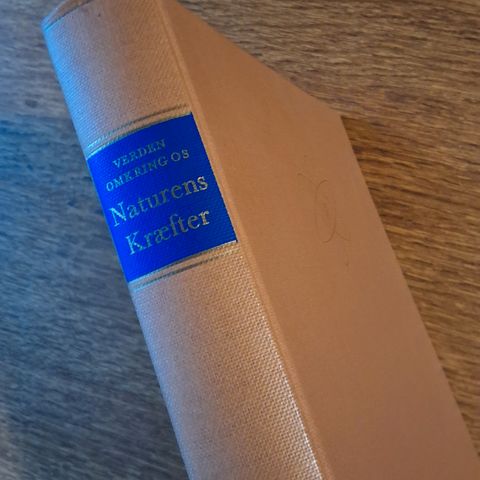 VERDEN
OMKRING OS
Naturens
Kræfter